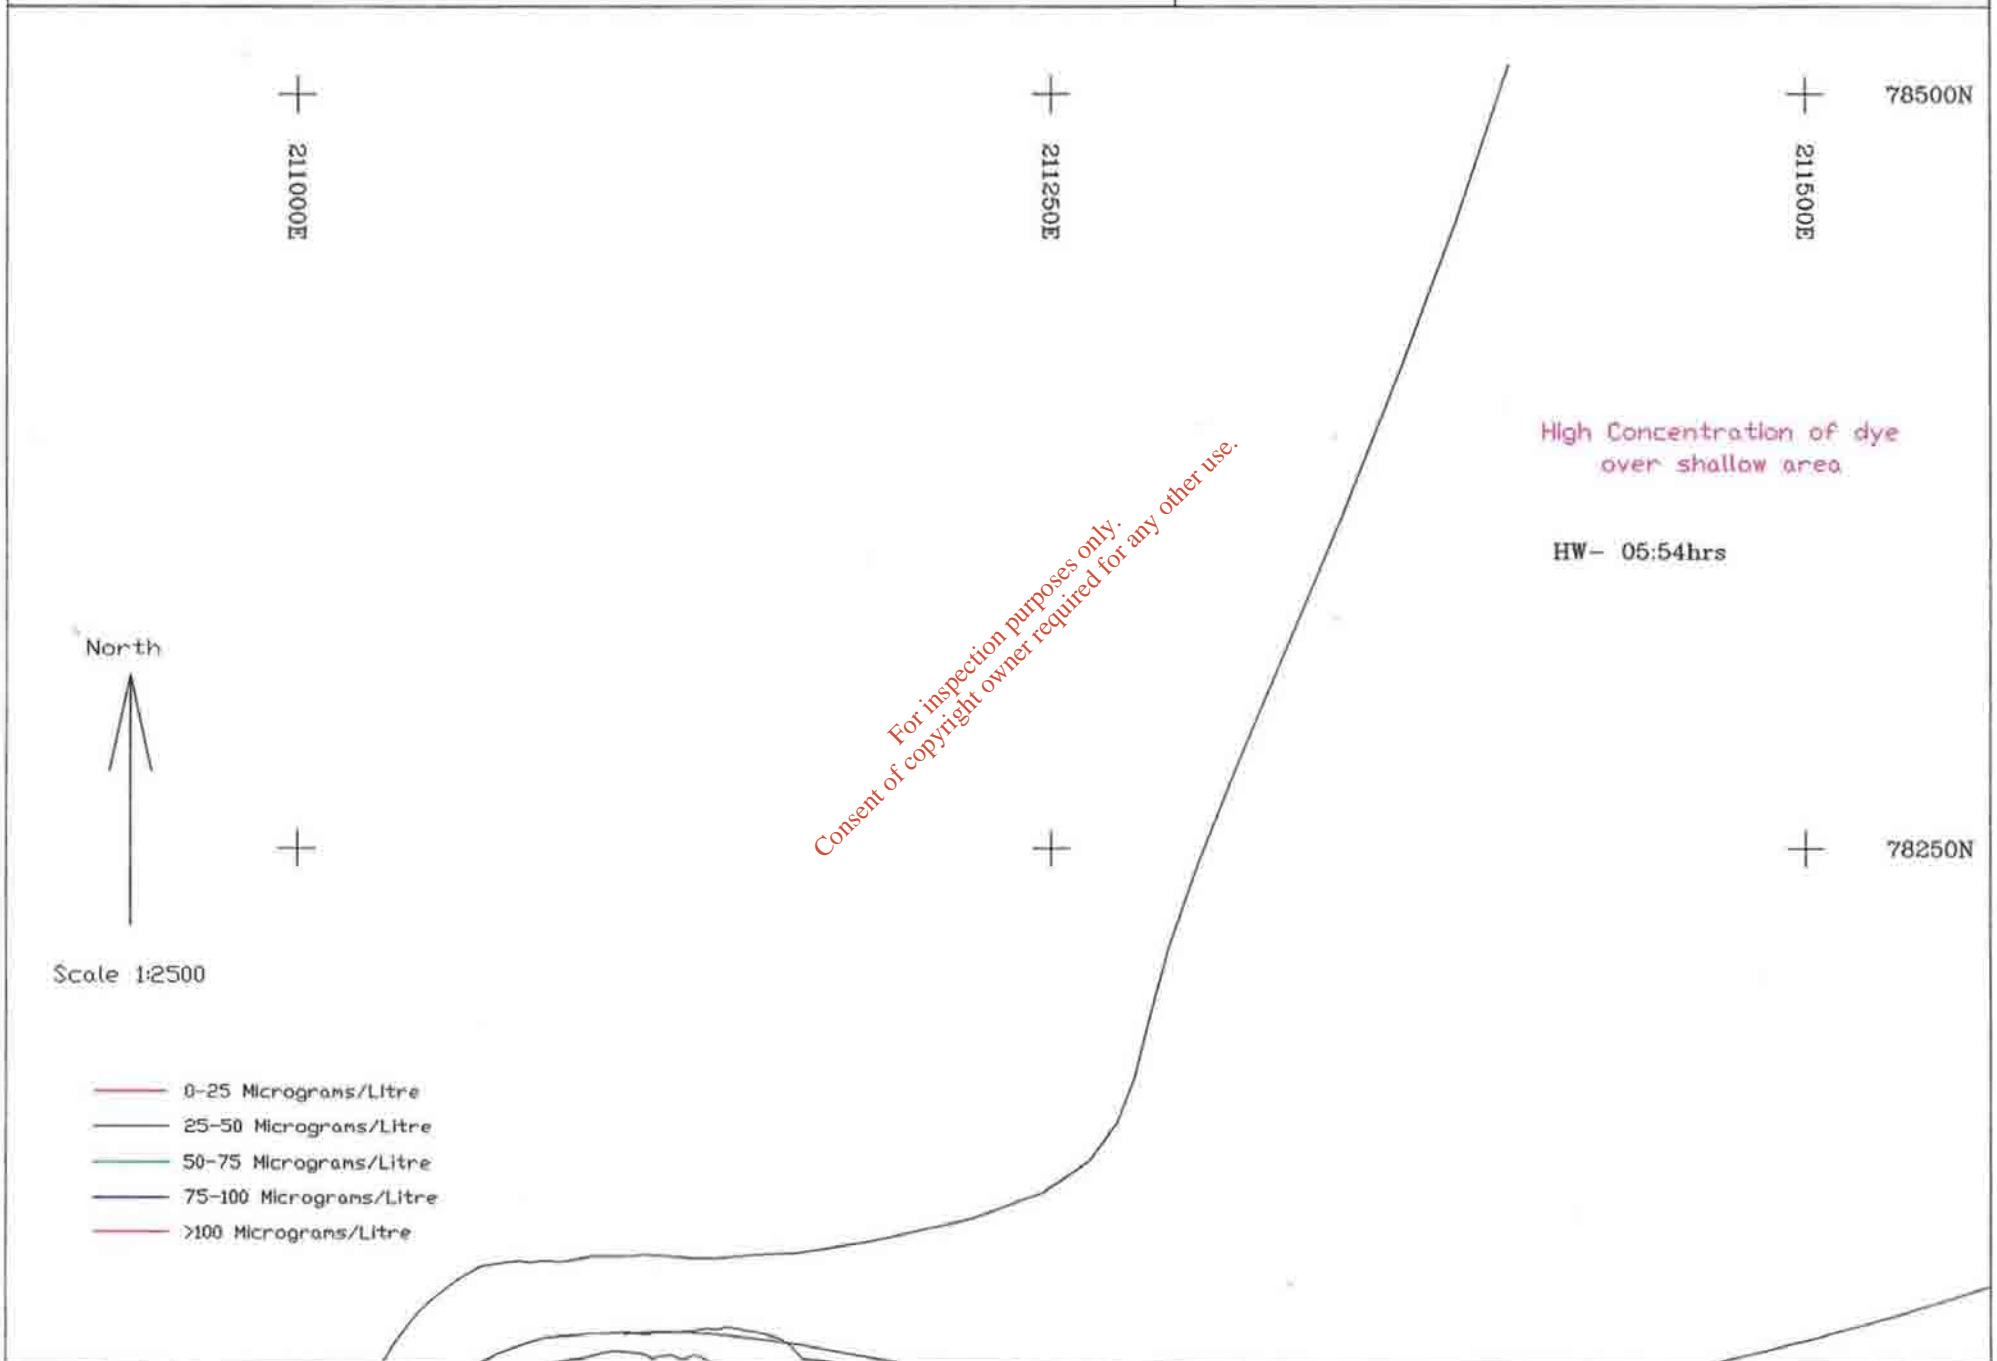 78500N
211000E
211250E
211500E
High Concentration of dye
over shallow area
HW- 05:54hrs
For inspection purposes only.
Consent of copyright owner required for any other use.
North
78250N
Scale 1:2500
0-25 Micrograms/Litre
25-50 Micrograms/Litre
50-75 Micrograms/Litre
75-100 Micrograms/Litre
>100 Micrograms/Litre